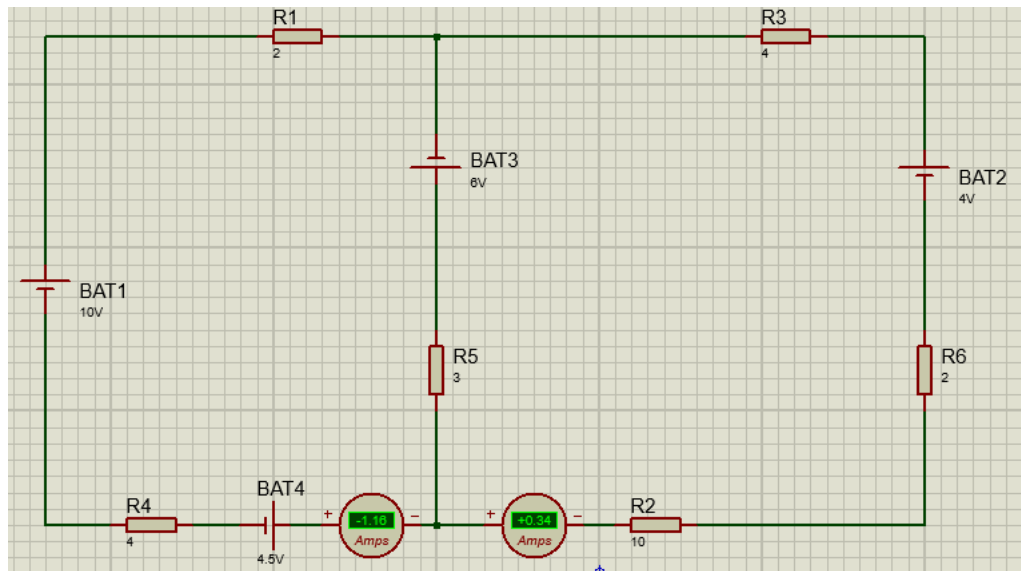 R1
2
R3
4
BAT3
6V
BAT2
4V
BAT1
10V
R5
3
R6
2
BAT4
R4
4
4.5V
+
-1.16
Amps
−
+
+0.34
Amps
−
R2
10